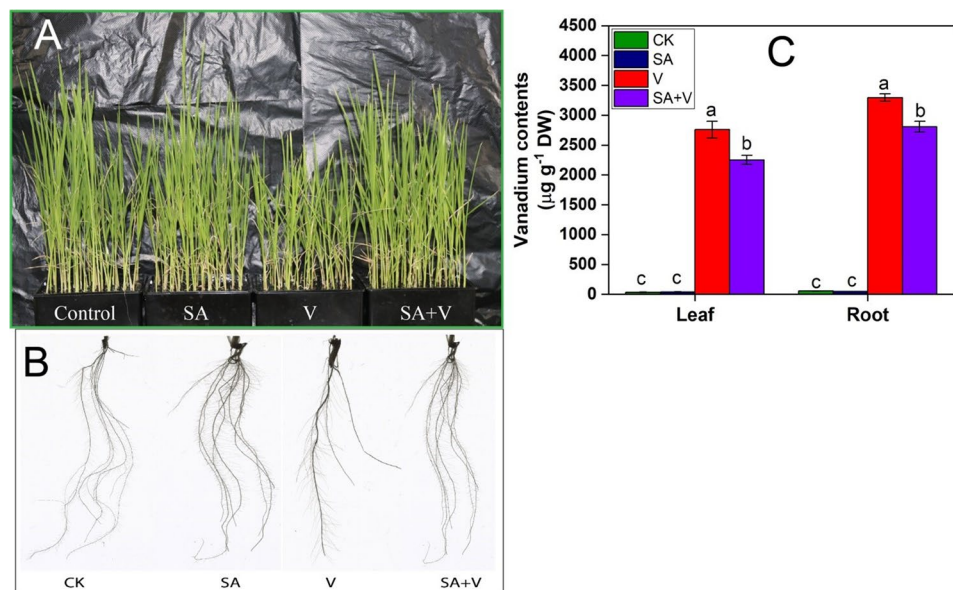 A
Control SA V SA+V
B
CK SA V SA+V
C
CK
SA
V
SA+V
Vanadium contents
(µg g⁻¹ DW)
4500
4000
3500
3000
2500
2000
1500
1000
500
0
c c a b
c c a b
Leaf Root